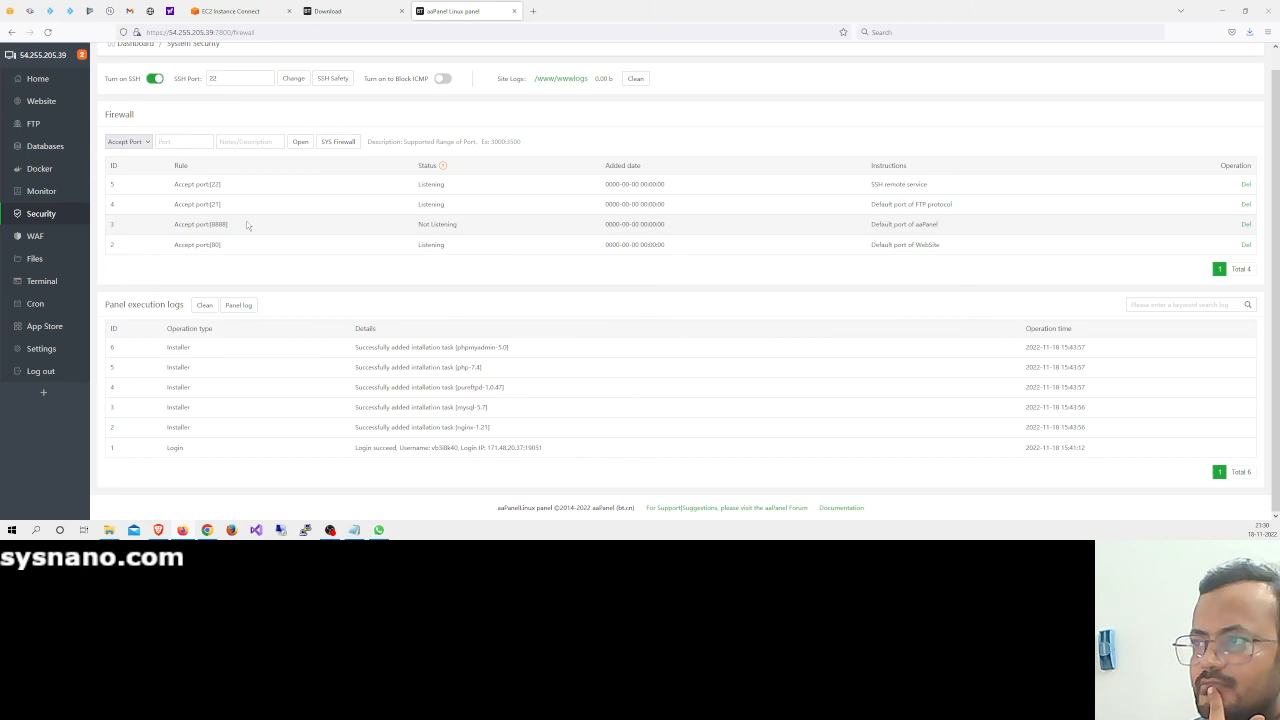 EC2 Instance Connect
Download
aaPanel Linux panel
https://54.255.205.39:7800/firewall
Search
54.255.205.39
2
Home
Website
FTP
Databases
Docker
Monitor
Security
WAF
Files
Terminal
Cron
App Store
Settings
Log out
Dashboard / System Security
Turn on SSH SSH Port: 22 Change SSH Safety Turn on to Block ICMP Site Logs: /www/wwwlogs 0.00 b Clean
Firewall
Accept Port Port Notes/Description Open SYS Firewall Description: Supported Range of Port. Ex: 3000:3500
ID Rule Status Added date Instructions Operation
5 Accept port:[22] Listening 0000-00-00 00:00:00 SSH remote service Del
4 Accept port:[21] Listening 0000-00-00 00:00:00 Default port of FTP protocol Del
3 Accept port:[8888] Not Listening 0000-00-00 00:00:00 Default port of aaPanel Del
2 Accept port:[80] Listening 0000-00-00 00:00:00 Default port of WebSite Del
1 Total 4
Panel execution logs Clean Panel log Please enter a keyword search log
ID Operation type Details Operation time
6 Installer Successfully added intallation task [phpmyadmin-5.0] 2022-11-18 15:43:57
5 Installer Successfully added intallation task [php-7.4] 2022-11-18 15:43:57
4 Installer Successfully added intallation task [pureftpd-1.0.47] 2022-11-18 15:43:57
3 Installer Successfully added intallation task [mysql-5.7] 2022-11-18 15:43:56
2 Installer Successfully added intallation task [nginx-1.21] 2022-11-18 15:43:56
1 Login Login succeed, Username: Login IP: 171.48.20.37:19051 2022-11-18 15:41:12
1 Total 6
aaPanelLinux panel ©2014-2022 aaPanel (bt.cn) For Support|Suggestions, please visit the aaPanel Forum Documentation
21:30
18-11-2022
sysnano.com